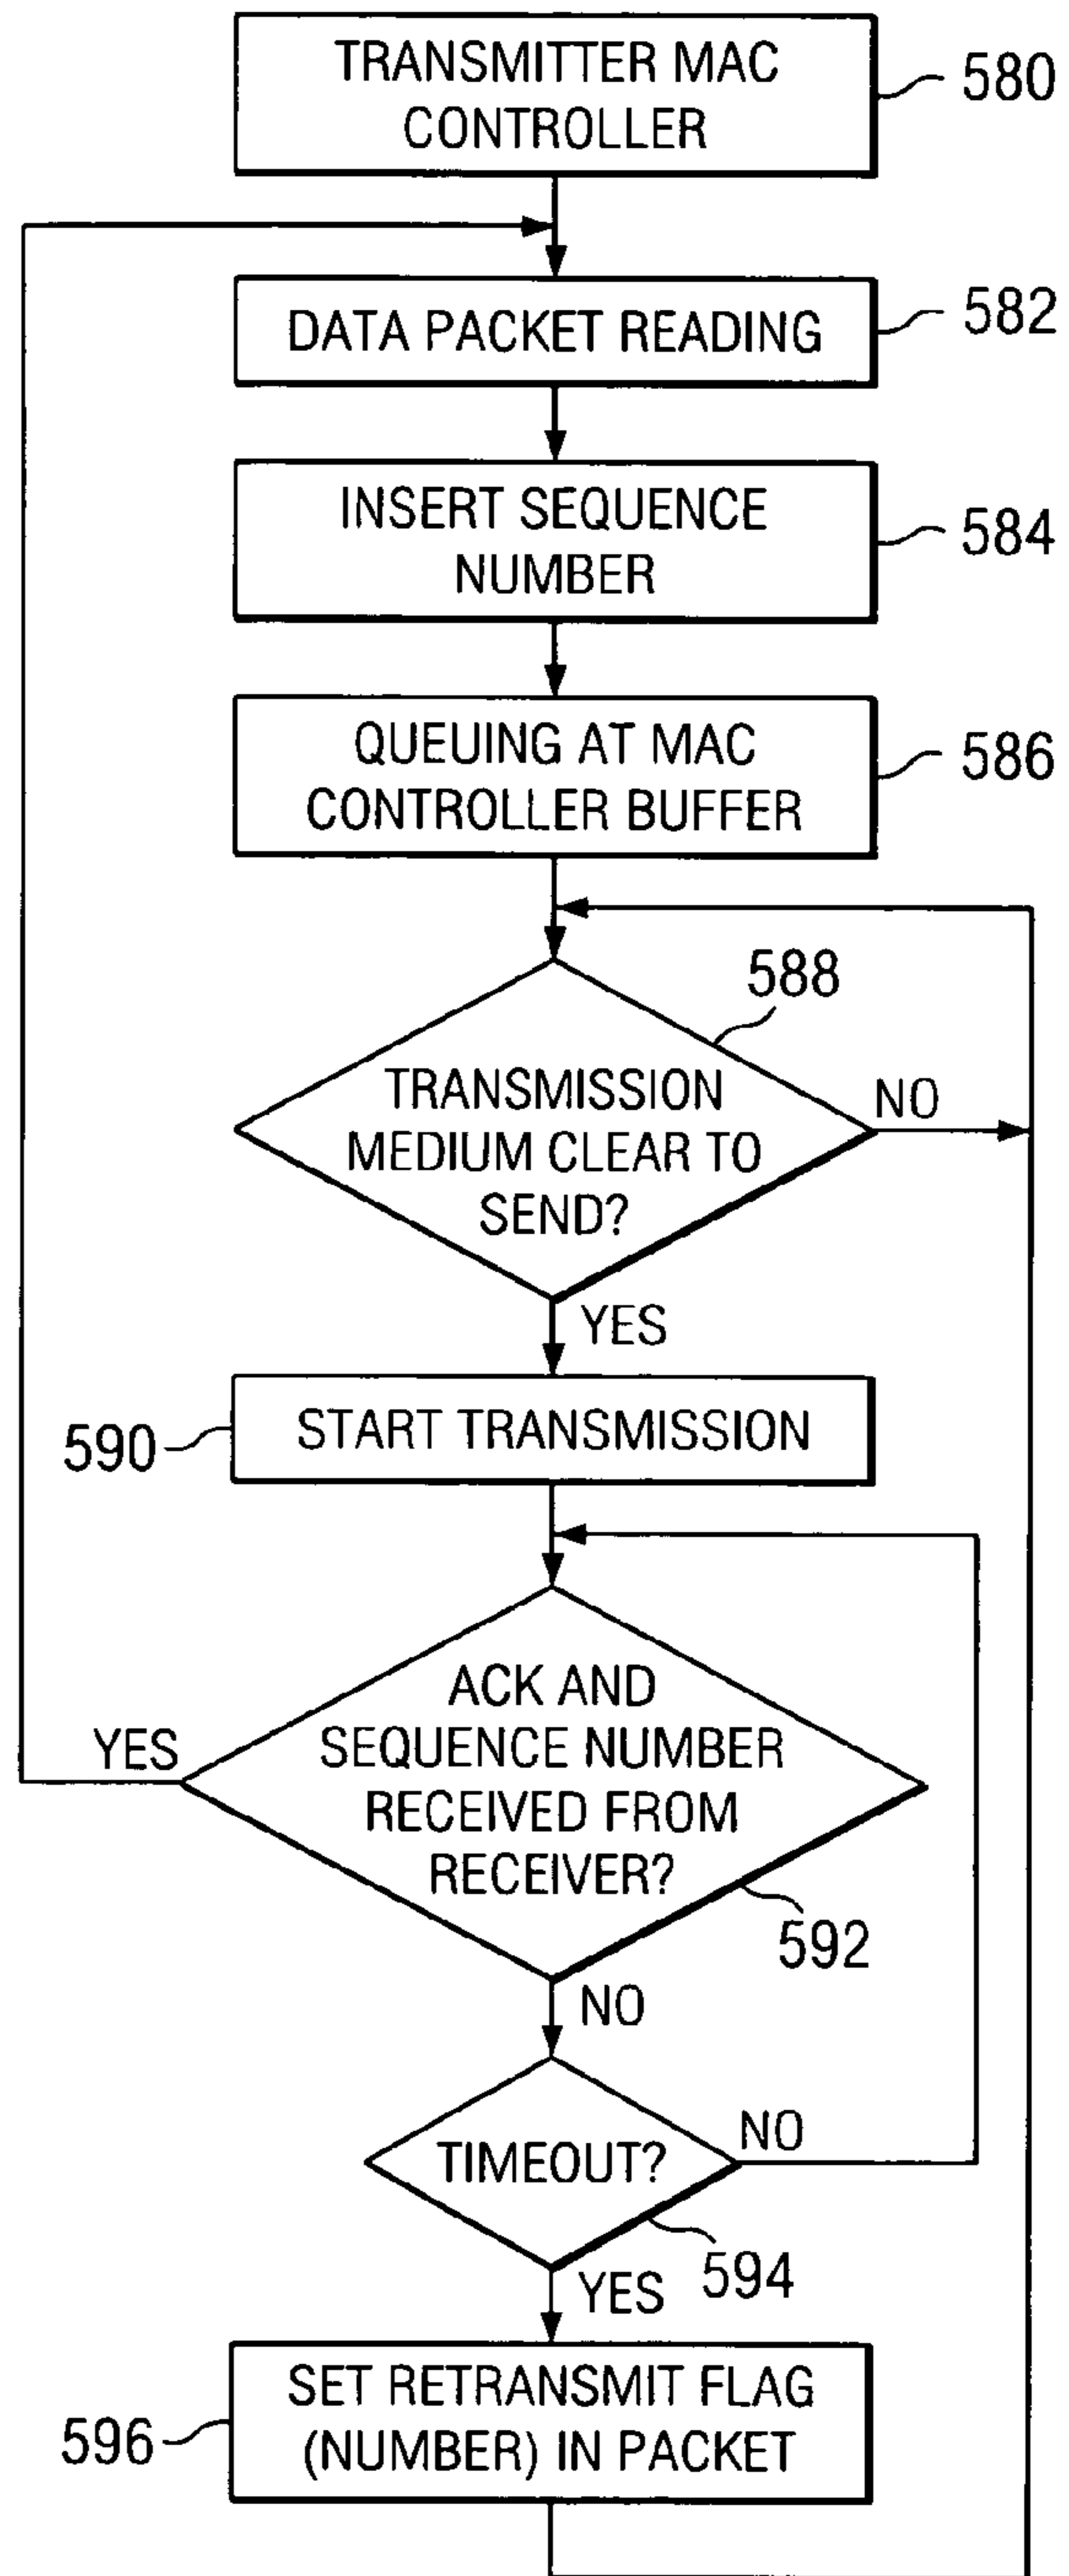 TRANSMITTER MAC
CONTROLLER
580
DATA PACKET READING
582
INSERT SEQUENCE
NUMBER
584
QUEUING AT MAC
CONTROLLER BUFFER
586
588
TRANSMISSION
MEDIUM CLEAR TO
SEND?
NO
YES
590
START TRANSMISSION
ACK AND
SEQUENCE NUMBER
RECEIVED FROM
RECEIVER?
YES
592
NO
TIMEOUT?
NO
594
YES
SET RETRANSMIT FLAG
(NUMBER) IN PACKET
596